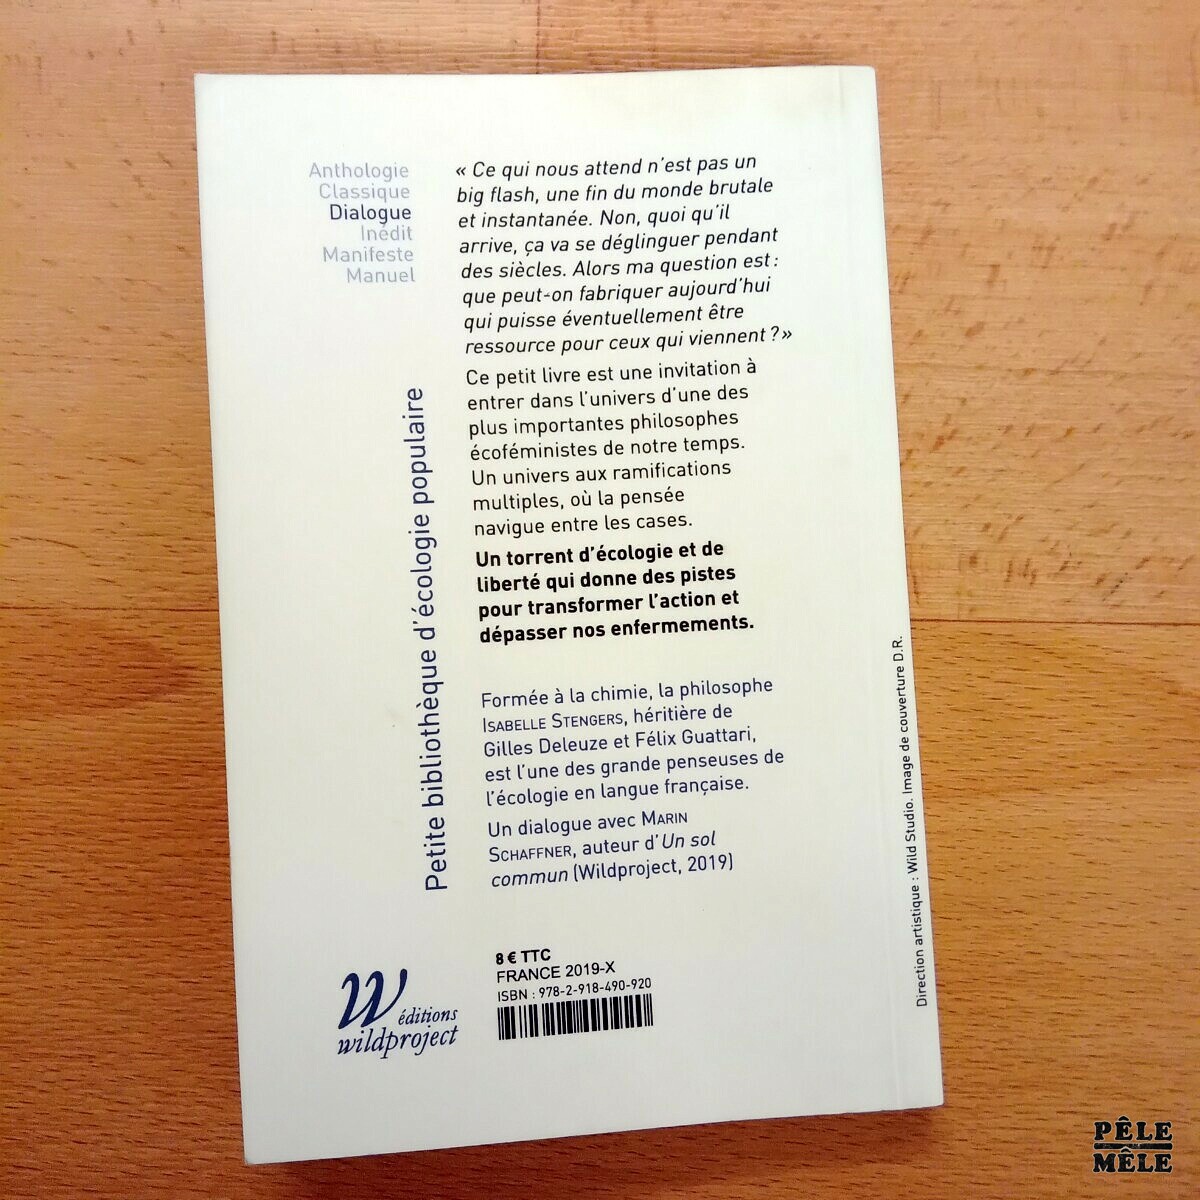 Anthologie
Classique
Dialogue
Inédit
Manifeste
Manuel
Petite bibliothèque d'écologie populaire
« Ce qui nous attend n'est pas un
big flash, une fin du monde brutale
et instantanée. Non, quoi qu'il
arrive, ça va se déglinguer pendant
des siècles. Alors ma question est :
que peut-on fabriquer aujourd'hui
qui puisse éventuellement être
ressource pour ceux qui viennent ? »
Ce petit livre est une invitation à
entrer dans l'univers d'une des
plus importantes philosophes
écoféministes de notre temps.
Un univers aux ramifications
multiples, où la pensée
navigue entre les cases.
Un torrent d'écologie et de
liberté qui donne des pistes
pour transformer l'action et
dépasser nos enfermements.
Formée à la chimie, la philosophe
ISABELLE STENGERS, héritière de
Gilles Deleuze et Félix Guattari,
est l'une des grande penseuses de
l'écologie en langue française.
Un dialogue avec MARIN
SCHAFFNER, auteur d'Un sol
commun (Wildproject, 2019)
8 € TTC
FRANCE 2019-X
ISBN : 978-2-918-490-920
w
éditions
wildproject
Direction artistique : Wild Studio. Image de couverture D.R.
PÊLE
MÊLE